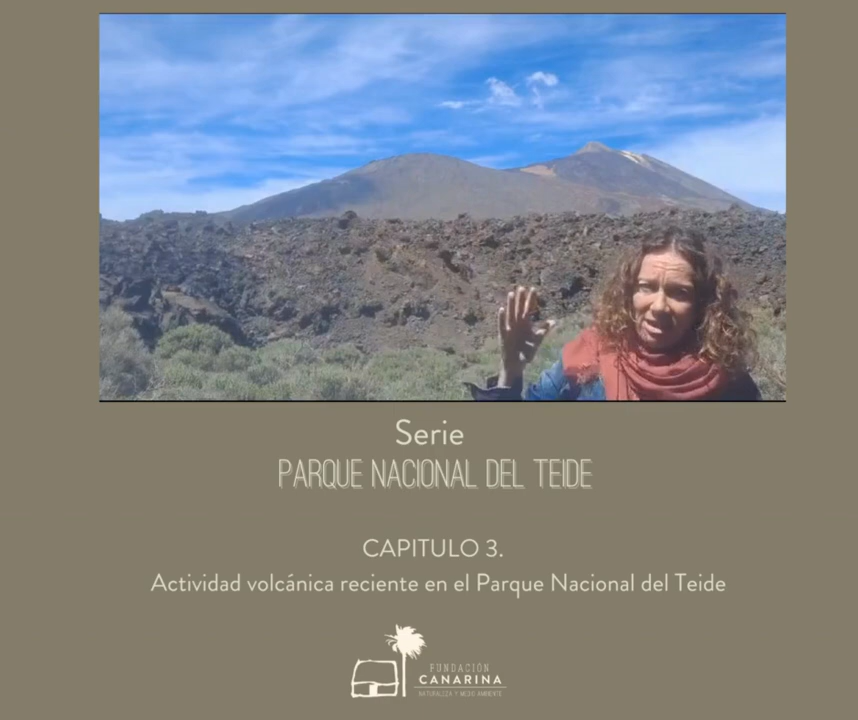 Serie
PARQUE NACIONAL DEL TEIDE
CAPITULO 3.
Actividad volcánica reciente en el Parque Nacional del Teide
FUNDACIÓN
CANARINA
NATURALEZA Y MEDIO AMBIENTE